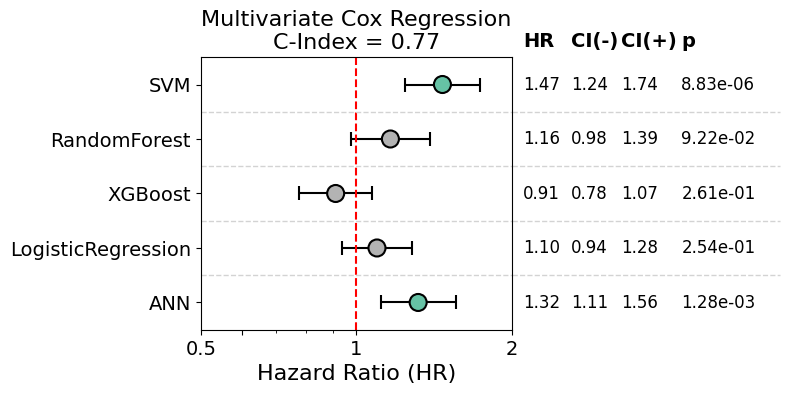 Multivariate Cox Regression
C-Index = 0.77
HR CI(-) CI(+) p
SVM 1.47 1.24 1.74 8.83e-06
RandomForest 1.16 0.98 1.39 9.22e-02
XGBoost 0.91 0.78 1.07 2.61e-01
LogisticRegression 1.10 0.94 1.28 2.54e-01
ANN 1.32 1.11 1.56 1.28e-03
0.5 1 2
Hazard Ratio (HR)